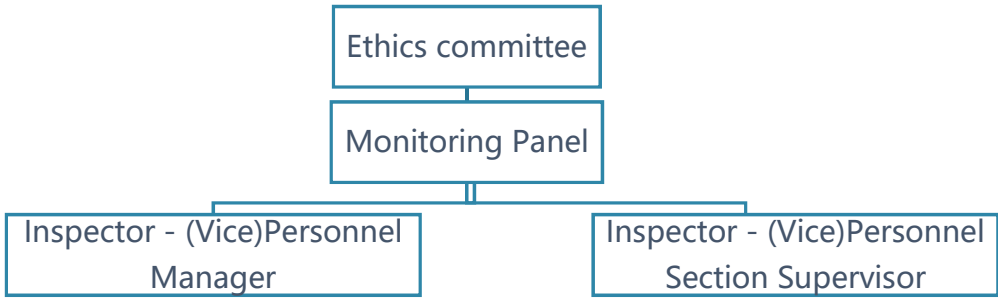 Ethics committee
Monitoring Panel
Inspector - (Vice)Personnel
Manager
Inspector - (Vice)Personnel
Section Supervisor